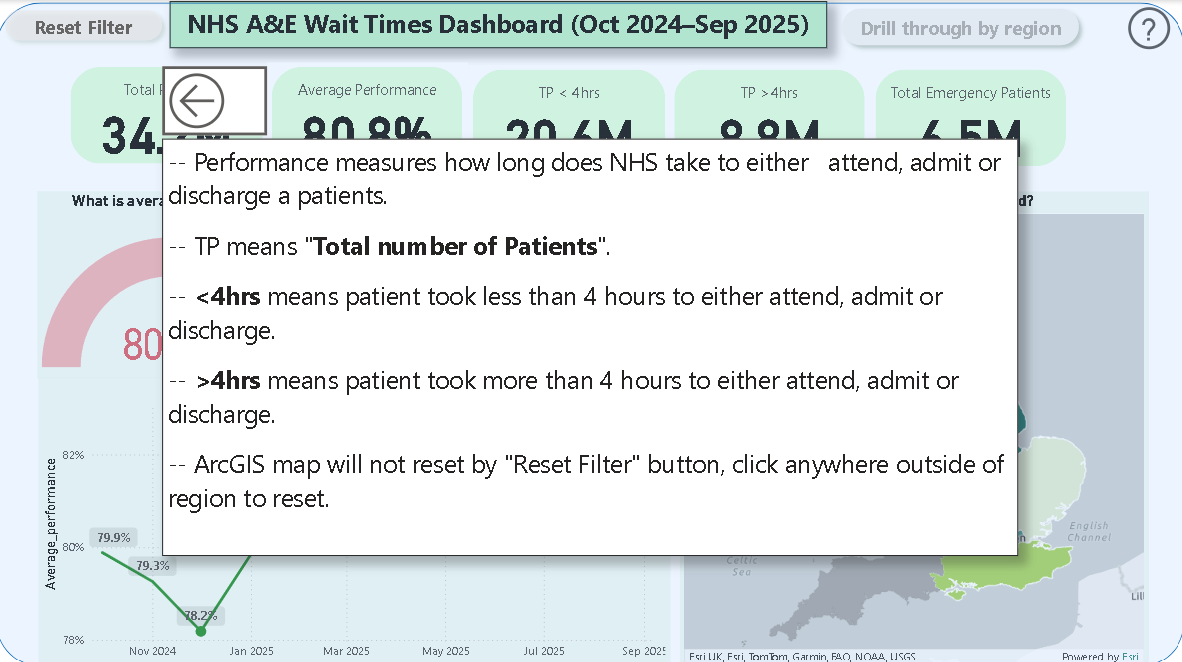 Reset Filter
NHS A&E Wait Times Dashboard (Oct 2024–Sep 2025)
Drill through by region
?
Total
Average Performance
TP < 4hrs
TP >4hrs
Total Emergency Patients
80.8%
20.6M
8.8M
6.5M
-- Performance measures how long does NHS take to either attend, admit or
discharge a patients.
-- TP means "Total number of Patients".
-- <4hrs means patient took less than 4 hours to either attend, admit or
discharge.
-- >4hrs means patient took more than 4 hours to either attend, admit or
discharge.
-- ArcGIS map will not reset by "Reset Filter" button, click anywhere outside of
region to reset.
What is
80
Average_performance
82%
80%
78%
79.9%
79.3%
78.2%
Nov 2024
Jan 2025
Mar 2025
May 2025
Jul 2025
Sep 2025
English
Channel
Celtic
Sea
Esri UK, Esri, TomTom, Garmin, FAO, NOAA, USGS
Powered by Esri